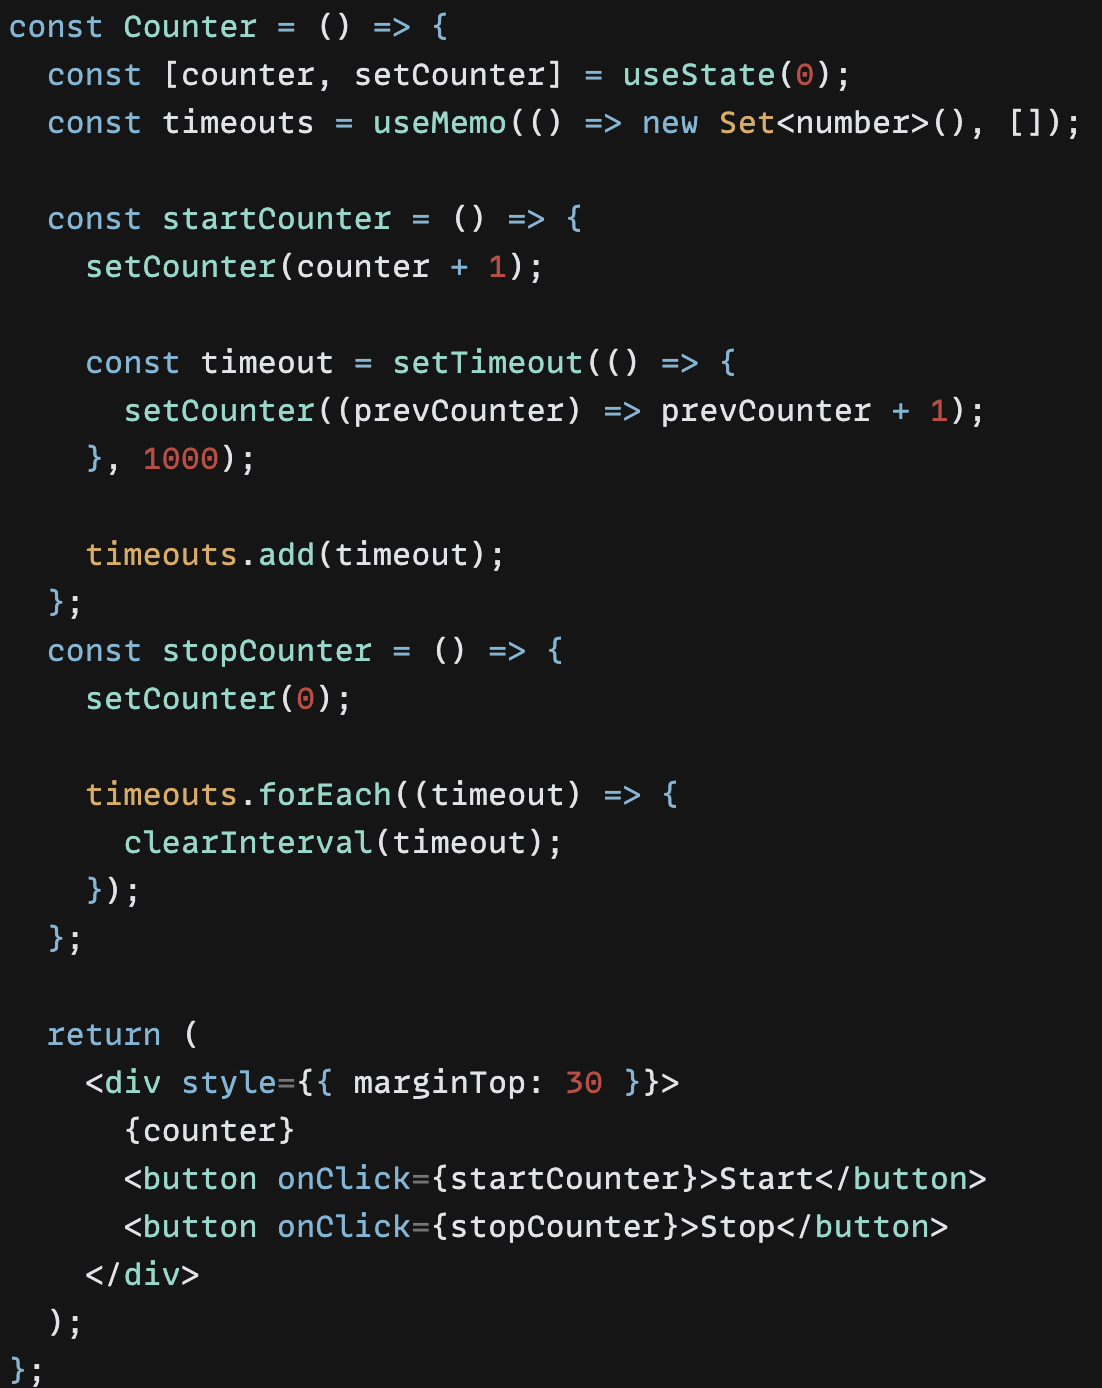 const Counter = () => {
  const [counter, setCounter] = useState(0);
  const timeouts = useMemo(() => new Set<number>(), []);

  const startCounter = () => {
    setCounter(counter + 1);

    const timeout = setTimeout(() => {
      setCounter((prevCounter) => prevCounter + 1);
    }, 1000);

    timeouts.add(timeout);
  };
  const stopCounter = () => {
    setCounter(0);

    timeouts.forEach((timeout) => {
      clearInterval(timeout);
    });
  };

  return (
    <div style={{ marginTop: 30 }}>
      {counter}
      <button onClick={startCounter}>Start</button>
      <button onClick={stopCounter}>Stop</button>
    </div>
  );
};